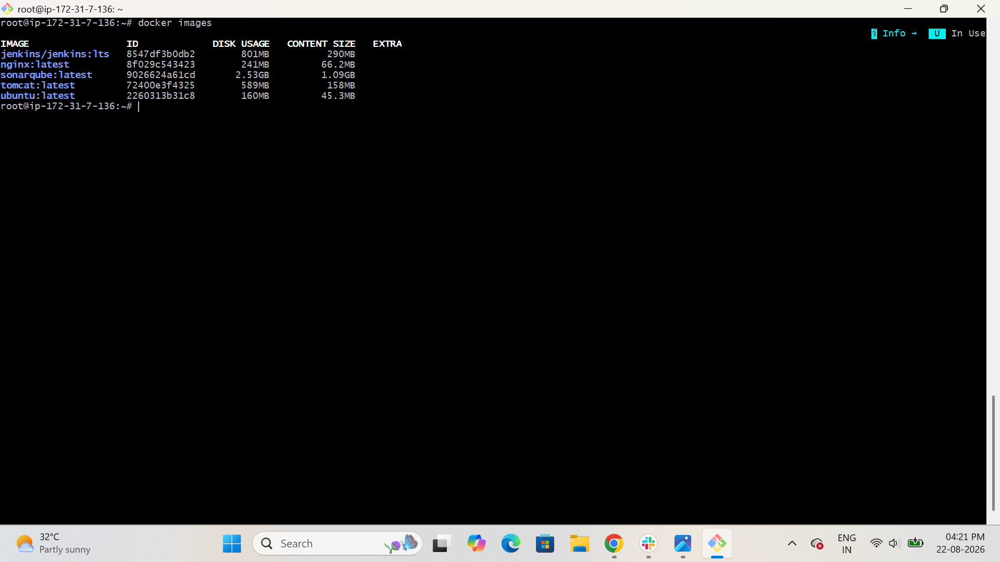 root@ip-172-31-7-136: ~
root@ip-172-31-7-136:~# docker images
i Info → U In Use
IMAGE ID DISK USAGE CONTENT SIZE EXTRA
jenkins/jenkins:lts 8547df3b0db2 801MB 290MB
nginx:latest 8f029c543423 241MB 66.2MB
sonarqube:latest 9026624a61cd 2.53GB 1.09GB
tomcat:latest 72400e3f4325 589MB 158MB
ubuntu:latest 2260313b31c8 160MB 45.3MB
root@ip-172-31-7-136:~#
32°C
Partly sunny
Search
ENG
IN
04:21 PM
22-08-2026